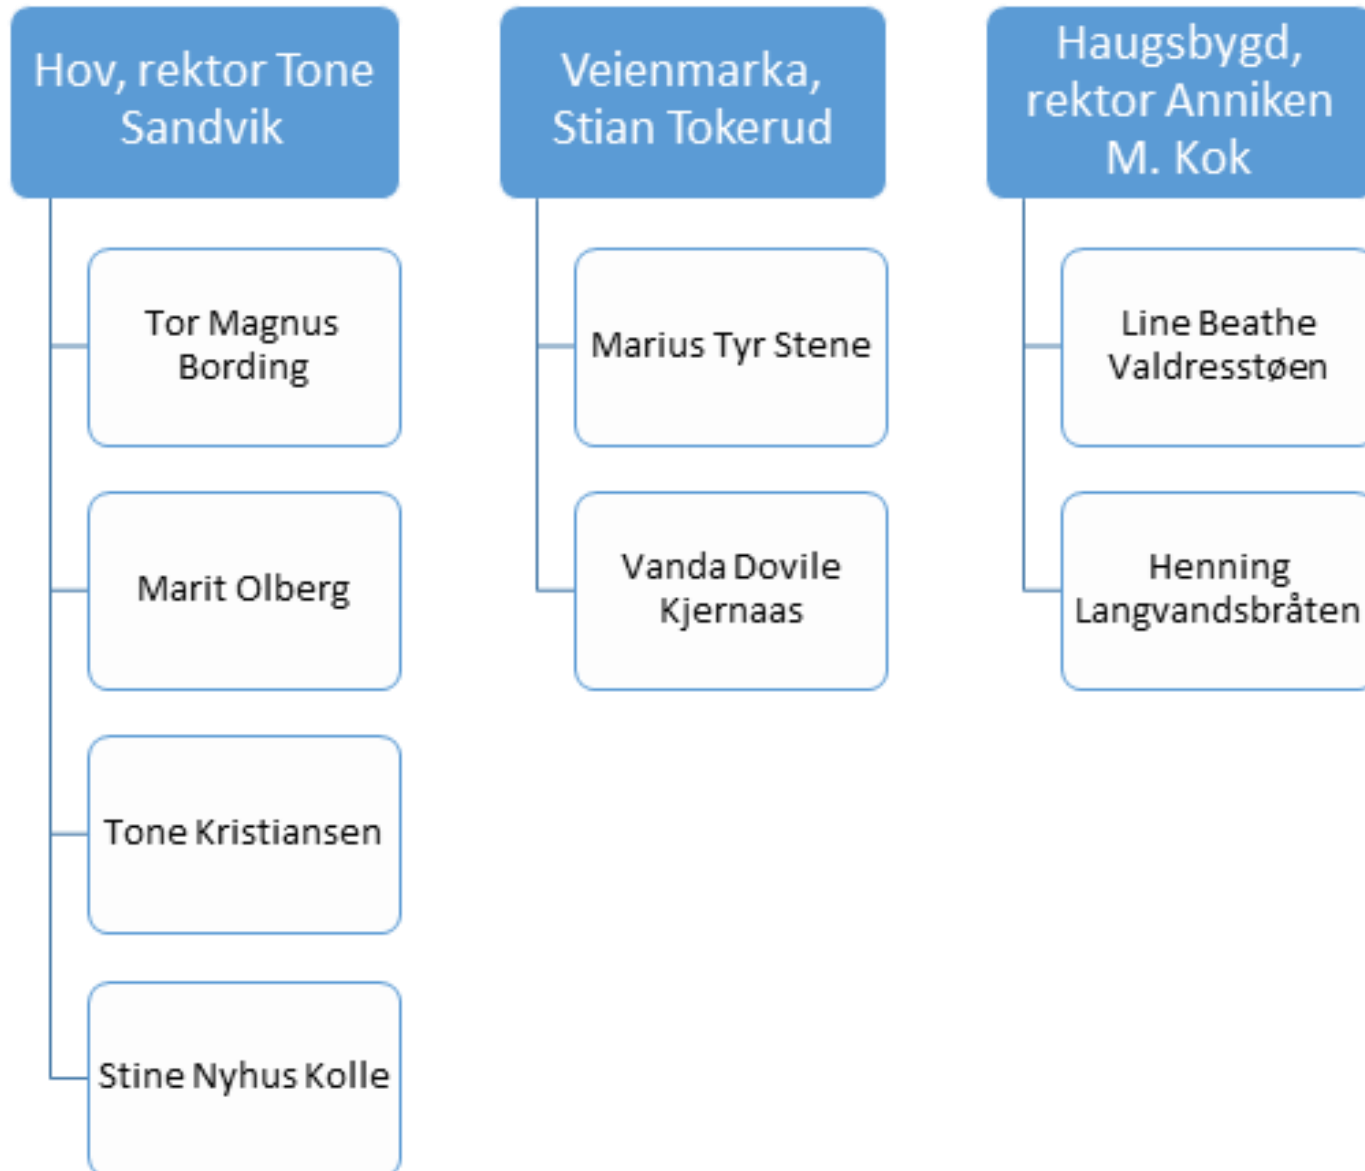 Hov, rektor Tone
Sandvik
Tor Magnus
Bording
Marit Olberg
Tone Kristiansen
Stine Nyhus Kolle
Veienmarka,
Stian Tokerud
Marius Tyr Stene
Vanda Dovile
Kjernaas
Haugsbygd,
rektor Anniken
M. Kok
Line Beathe
Valdresstøen
Henning
Langvandsbråten